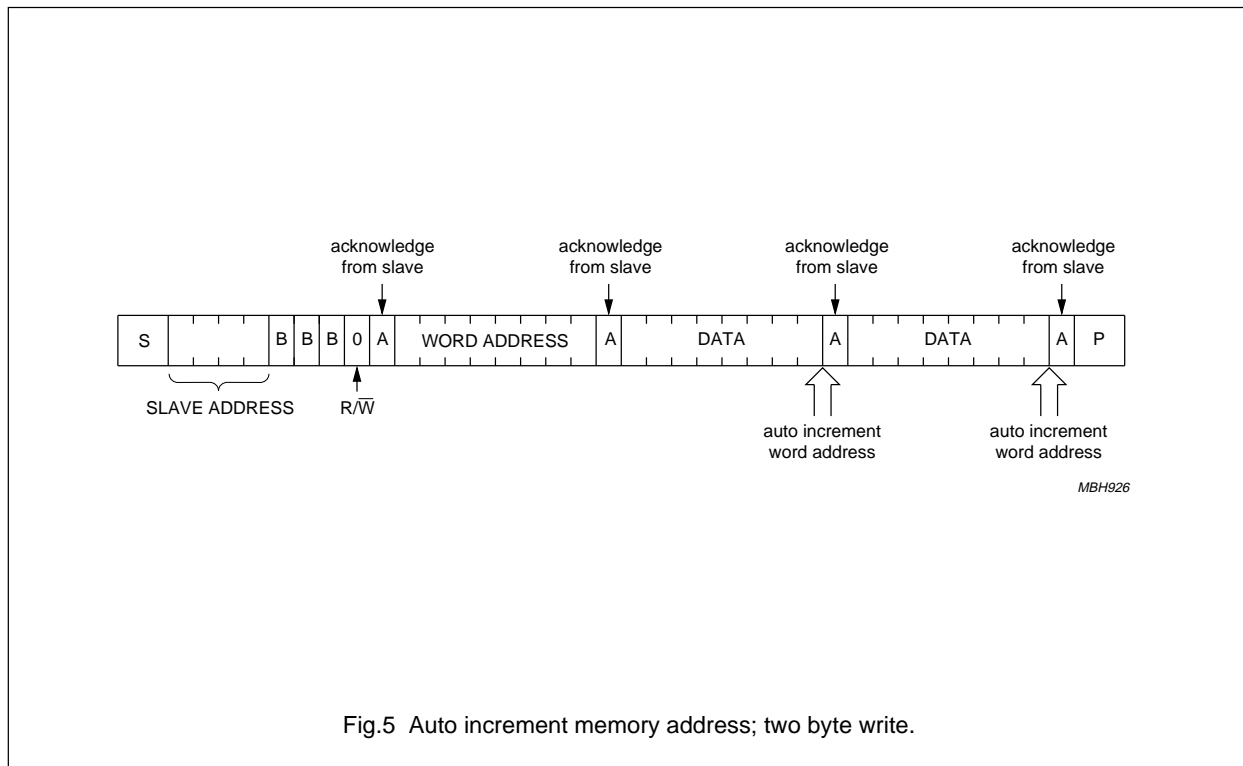 acknowledge
from slave
acknowledge
from slave
acknowledge
from slave
acknowledge
from slave
S B B B 0 A WORD ADDRESS A DATA A DATA A P
SLAVE ADDRESS
R/W̅
auto increment
word address
auto increment
word address
MBH926
Fig.5 Auto increment memory address; two byte write.